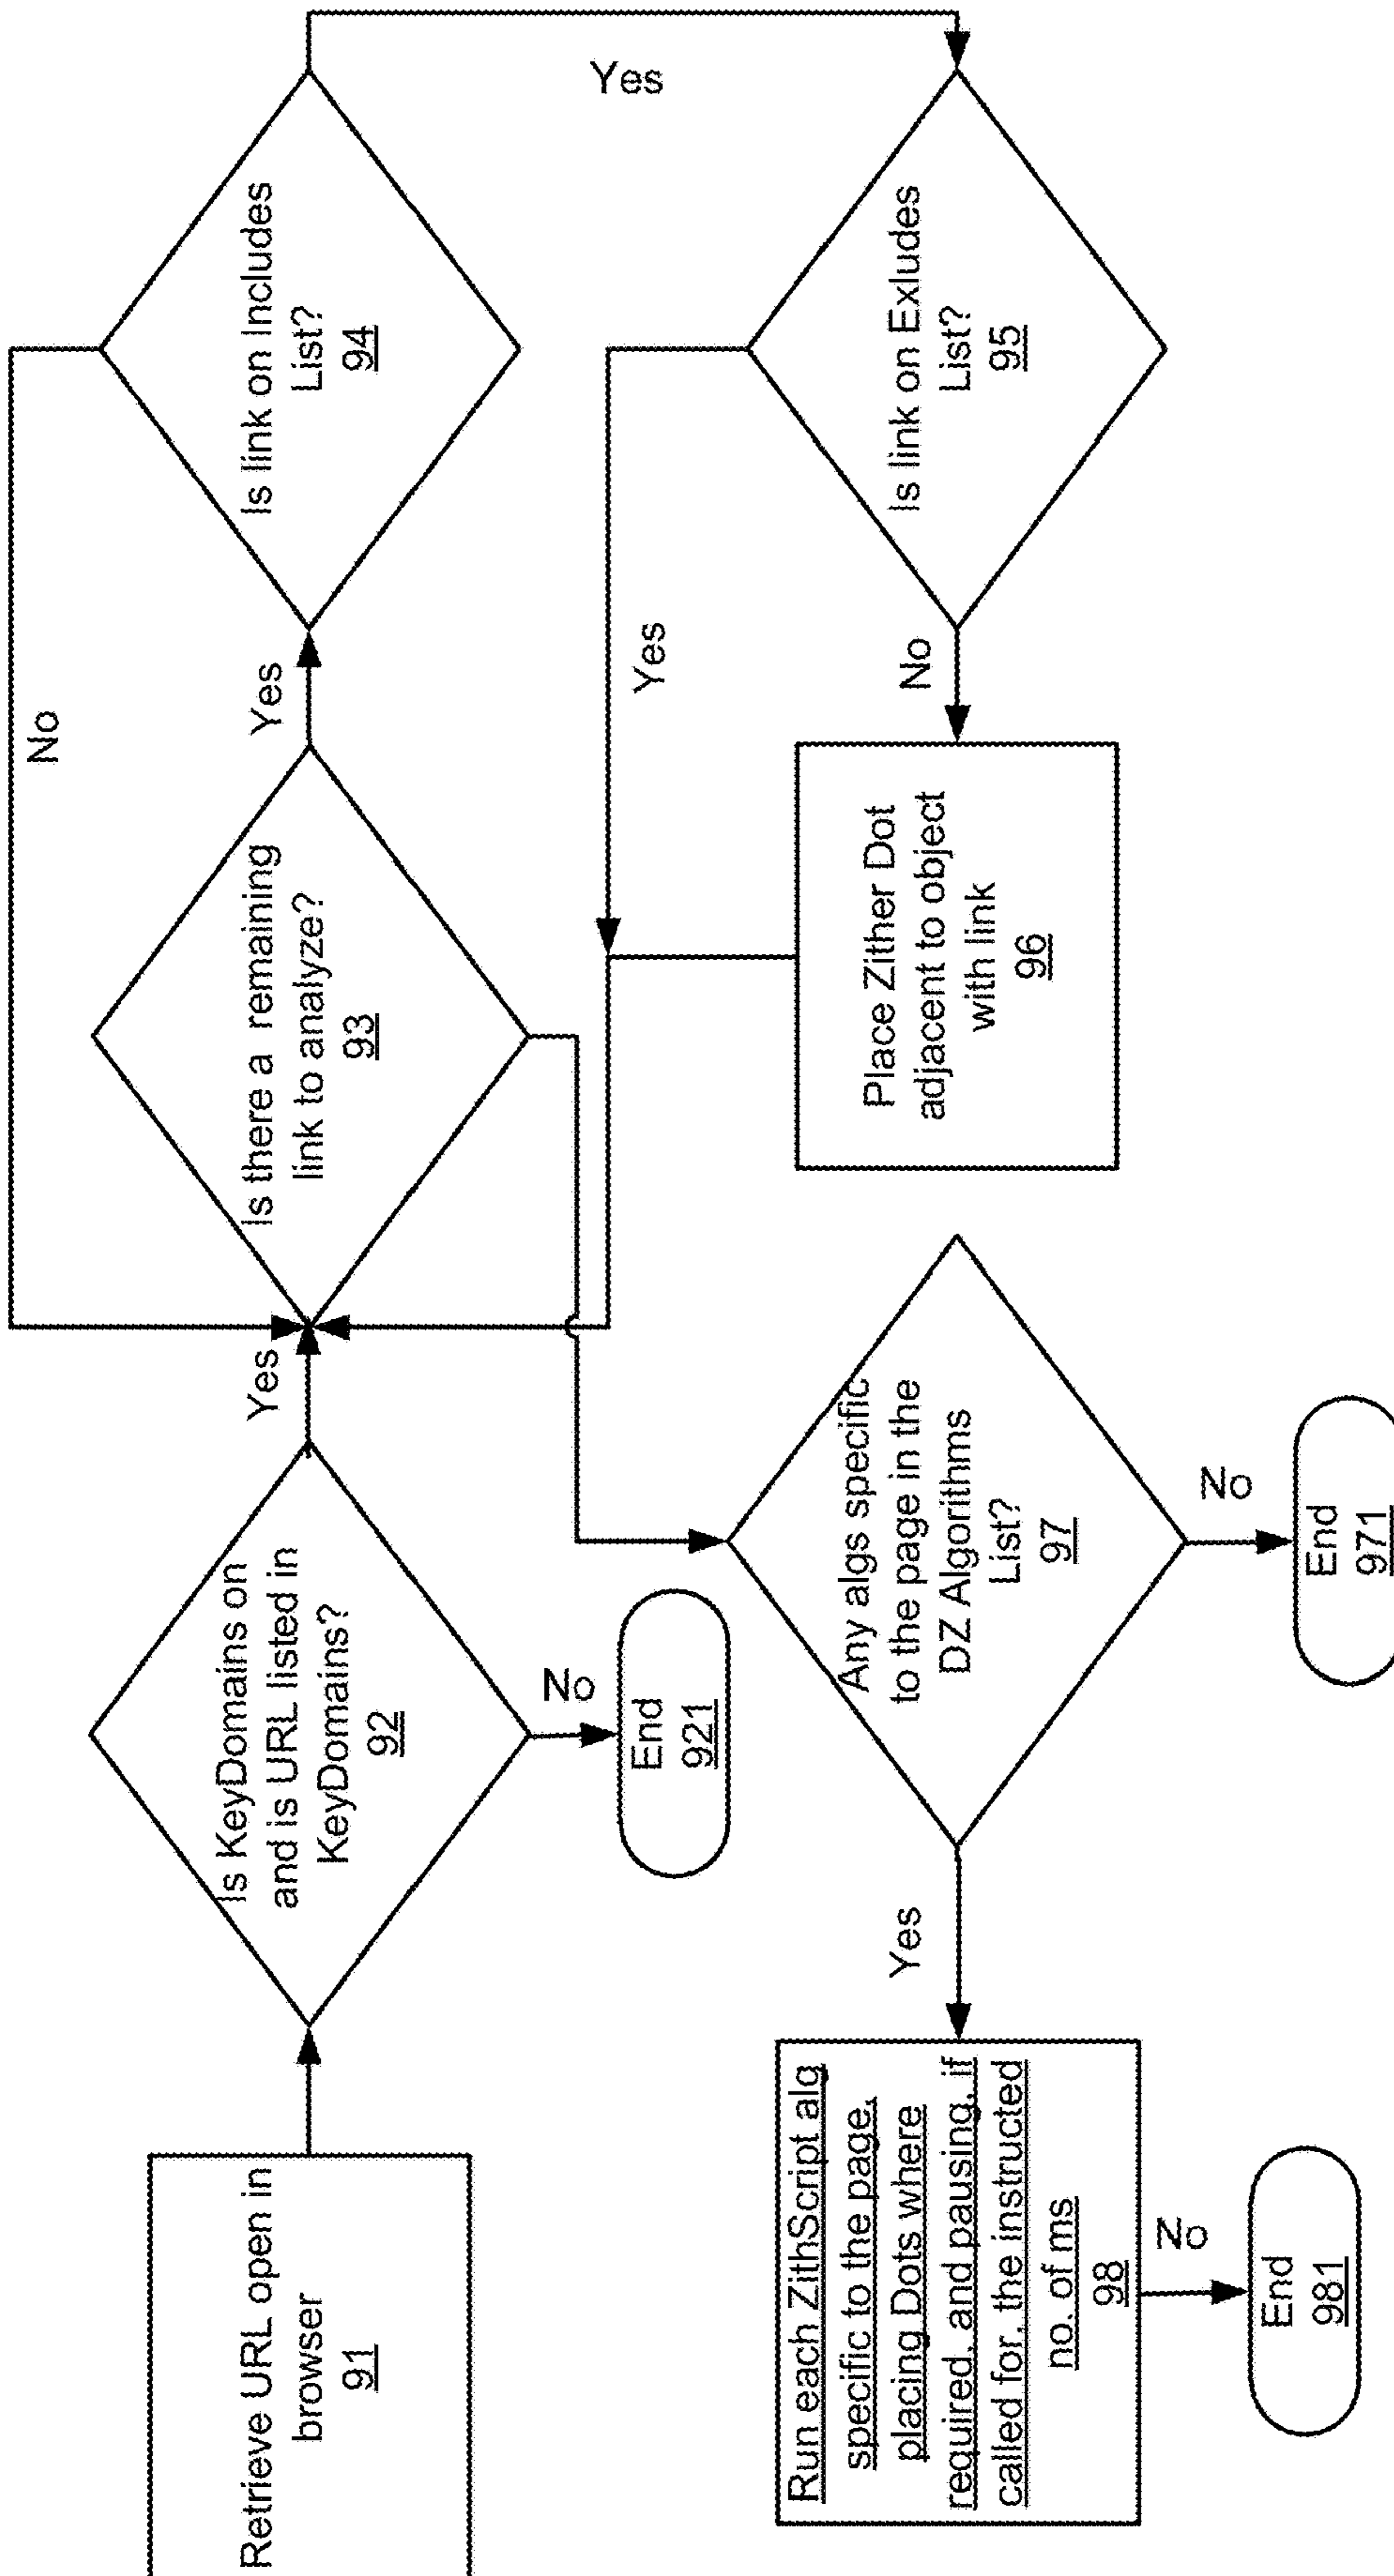 Retrieve URL open in
browser
91
Is KeyDomains on
and is URL listed in
KeyDomains?
92
Yes
No
End
921
Is there a remaining
link to analyze?
93
Yes
No
Is link on Includes
List?
94
Yes
Is link on Exludes
List?
95
Yes
No
Place Zither Dot
adjacent to object
with link
96
Any algs specific
to the page in the
DZ Algorithms
List?
97
No
End
971
Yes
Run each ZithScript alg
specific to the page,
placing Dots where
required, and pausing, if
called for, the instructed
no. of ms
98
No
End
981